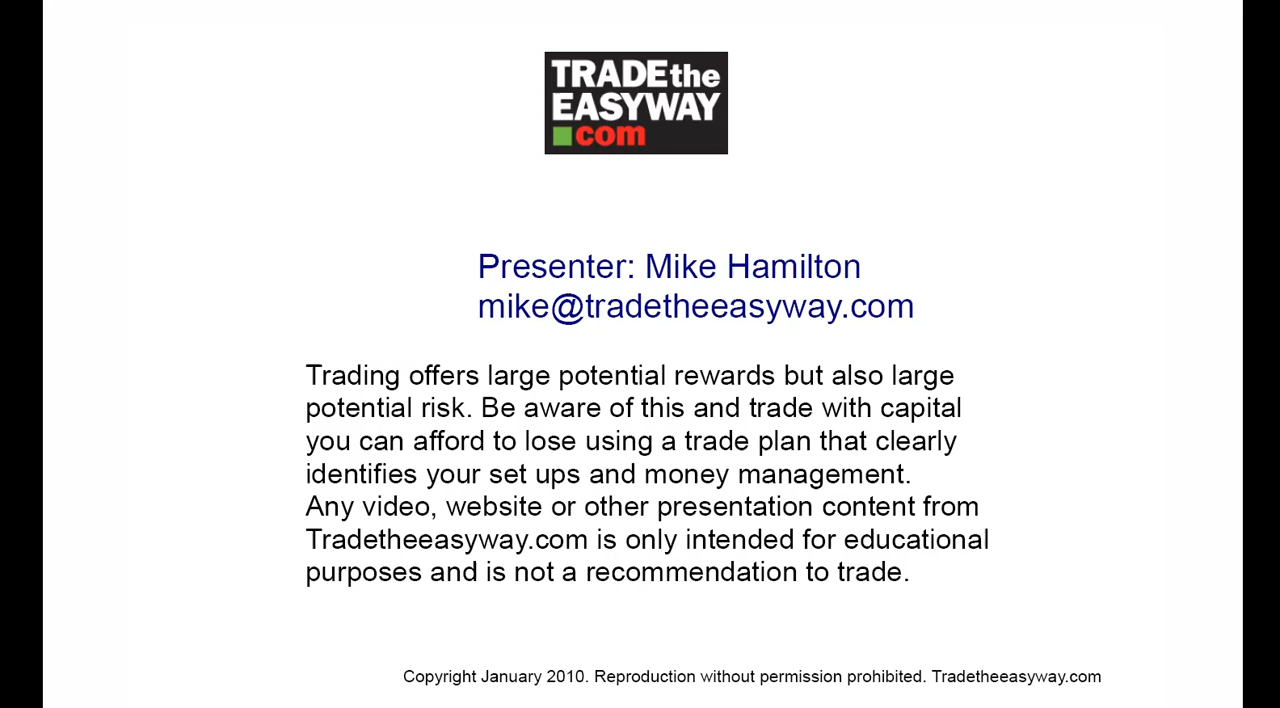 TRADEthe
EASYWAY
com
Presenter: Mike Hamilton
mike@tradetheeasyway.com
Trading offers large potential rewards but also large
potential risk. Be aware of this and trade with capital
you can afford to lose using a trade plan that clearly
identifies your set ups and money management.
Any video, website or other presentation content from
Tradetheeasyway.com is only intended for educational
purposes and is not a recommendation to trade.
Copyright January 2010. Reproduction without permission prohibited. Tradetheeasyway.com